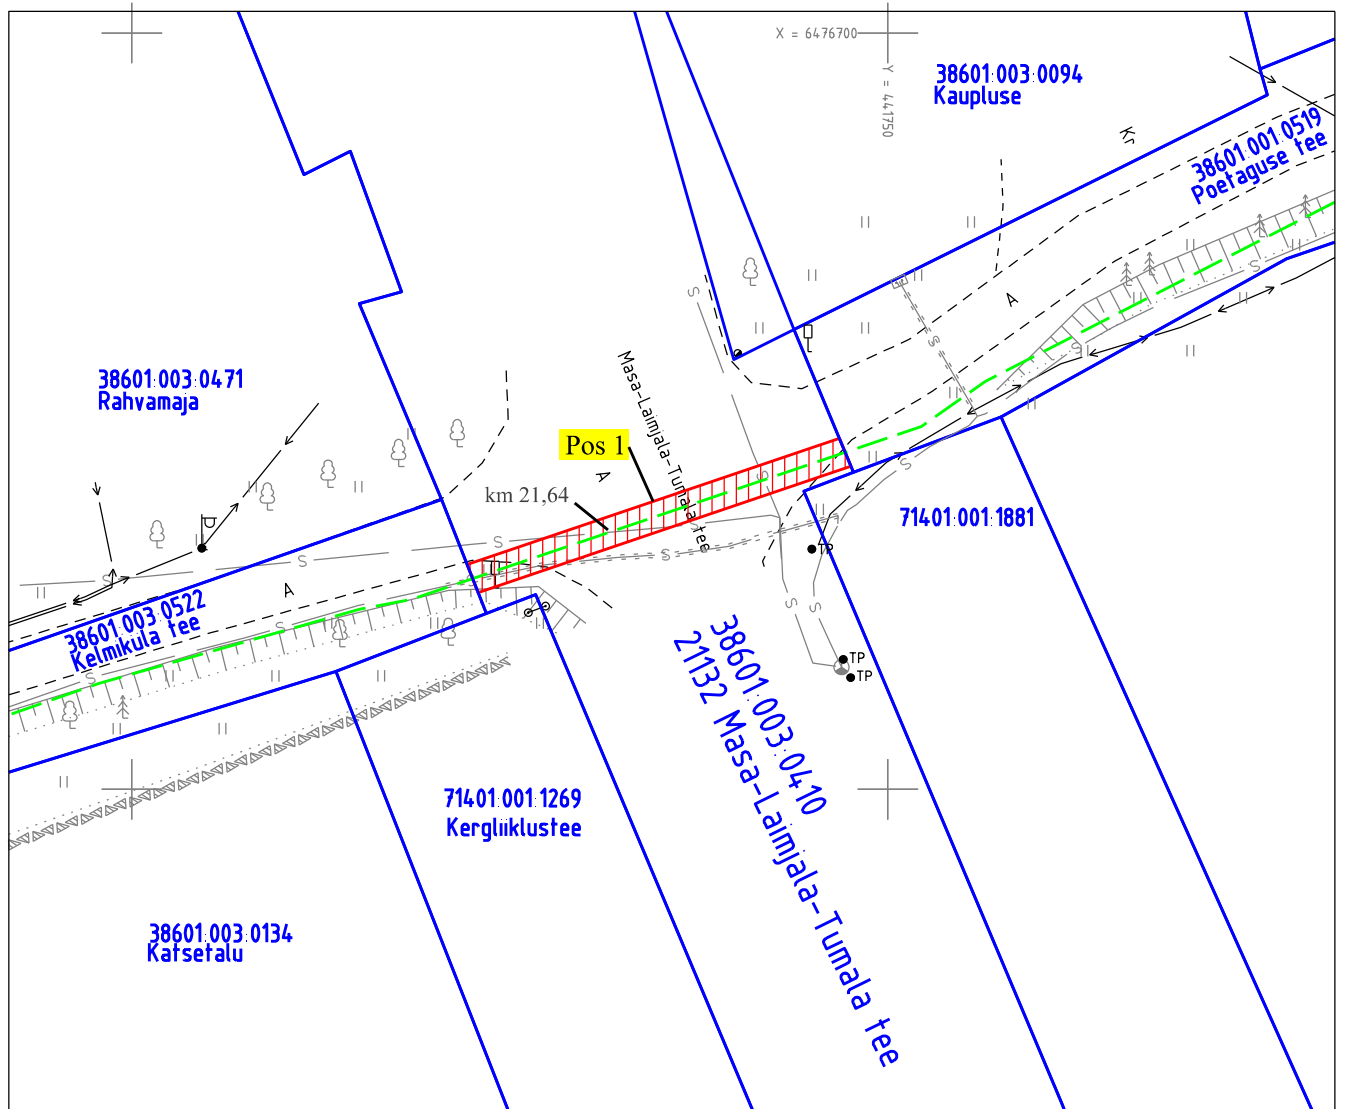 X = 6476700
Y = 441750
38601:003:0094
Kaupluse
Kr
38601:001:0519
Poetaguse tee
A
38601:003:0471
Rahvamaja
Masa-Laimjala-Tumala tee
Pos 1
A
km 21,64
71401:001:1881
TP
A
38601:003:0522
Kelmiküla tee
38601:003:0410
21132 Masa-Laimjala-Tumala tee
TP
TP
71401:001:1269
Kergliiklustee
38601:003:0134
Katsetalu